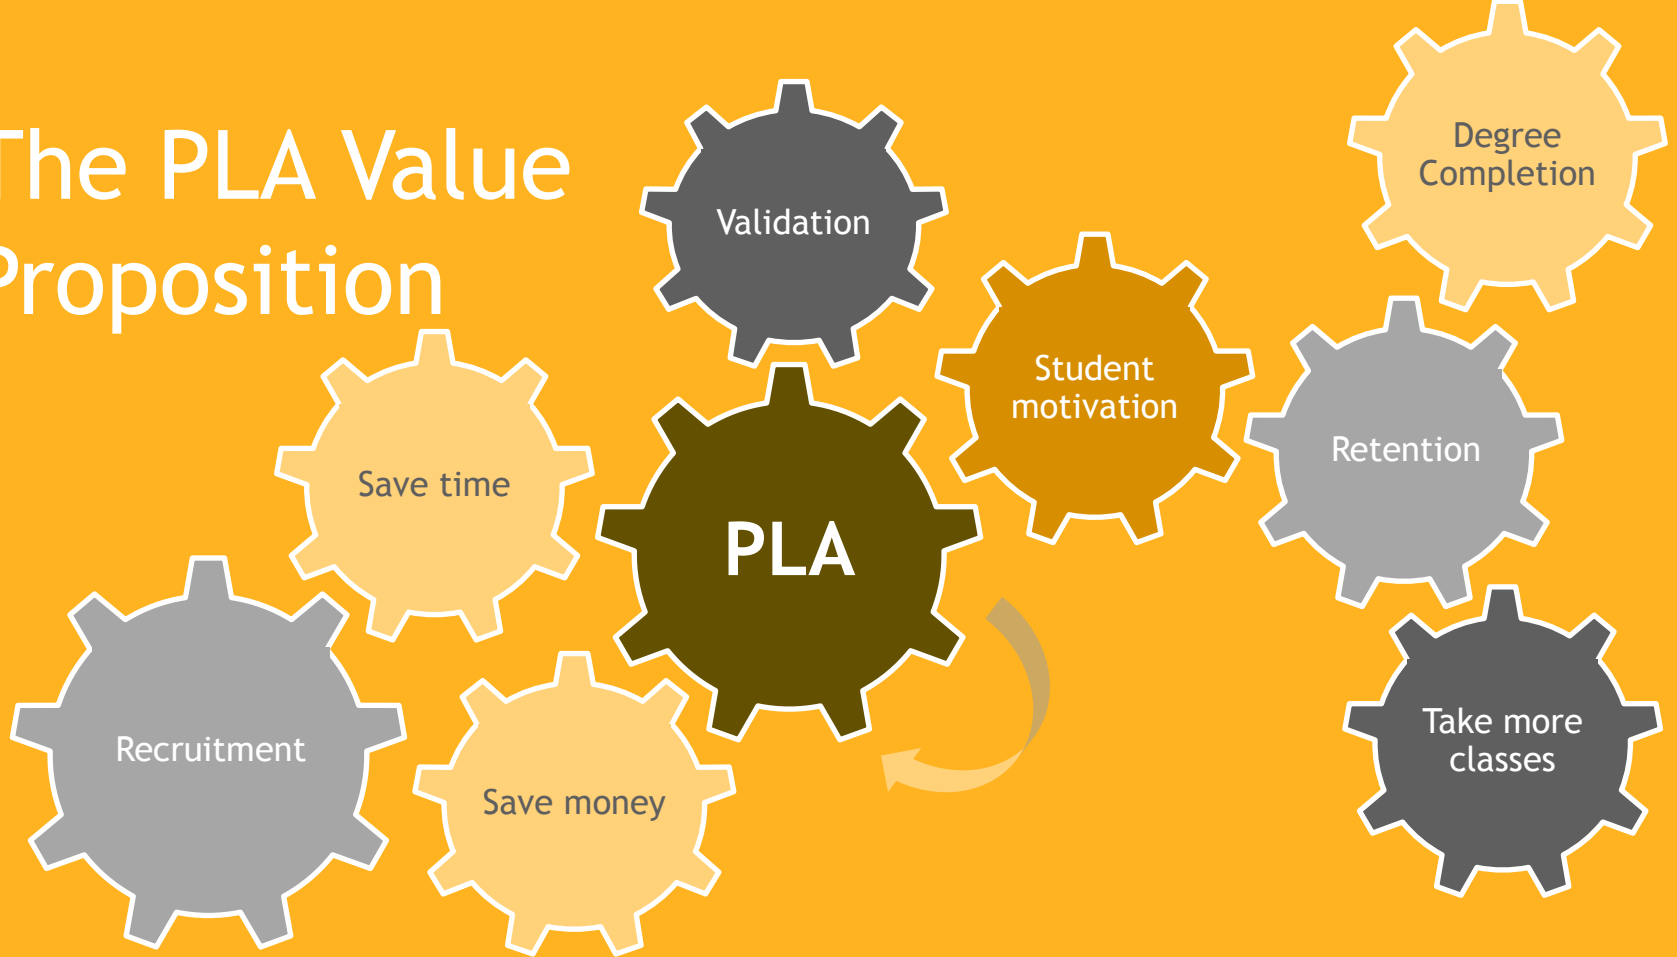 The PLA Value
Proposition
Validation
Degree
Completion
Student
motivation
Retention
Save time
PLA
Take more
classes
Recruitment
Save money